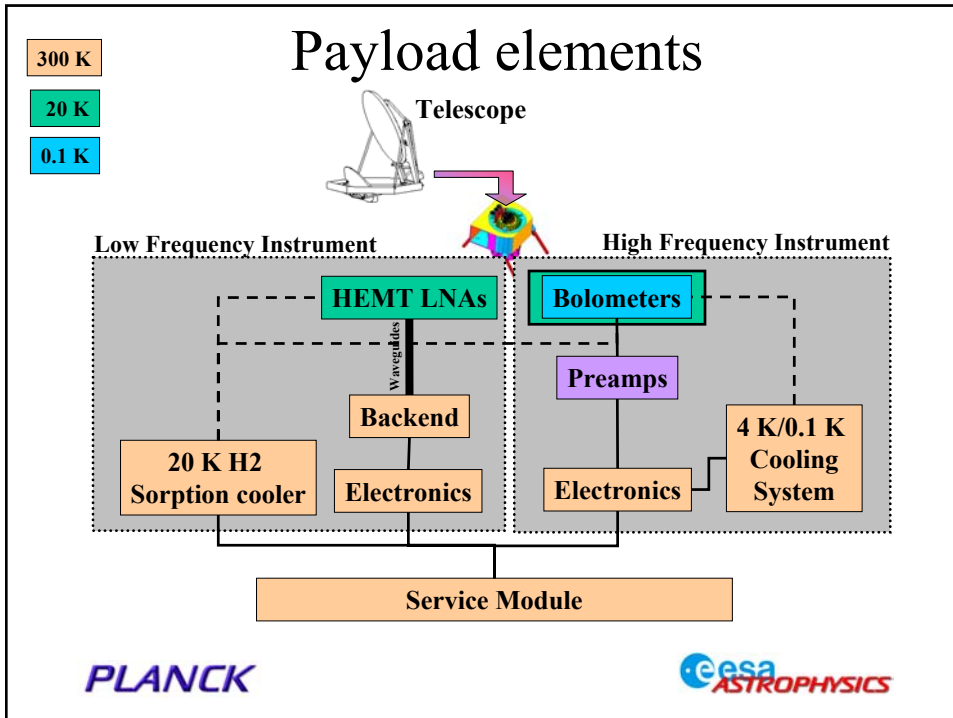 Payload elements
300 K
20 K
0.1 K
Telescope
Low Frequency Instrument
High Frequency Instrument
HEMT LNAs
Bolometers
Waveguides
Preamps
Backend
4 K/0.1 K
Cooling
System
20 K H2
Sorption cooler
Electronics
Electronics
Service Module
PLANCK
esa
ASTROPHYSICS